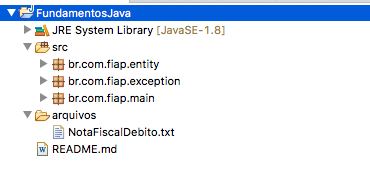 FundamentosJava
JRE System Library [JavaSE-1.8]
src
br.com.fiap.entity
br.com.fiap.exception
br.com.fiap.main
arquivos
NotaFiscalDebito.txt
README.md